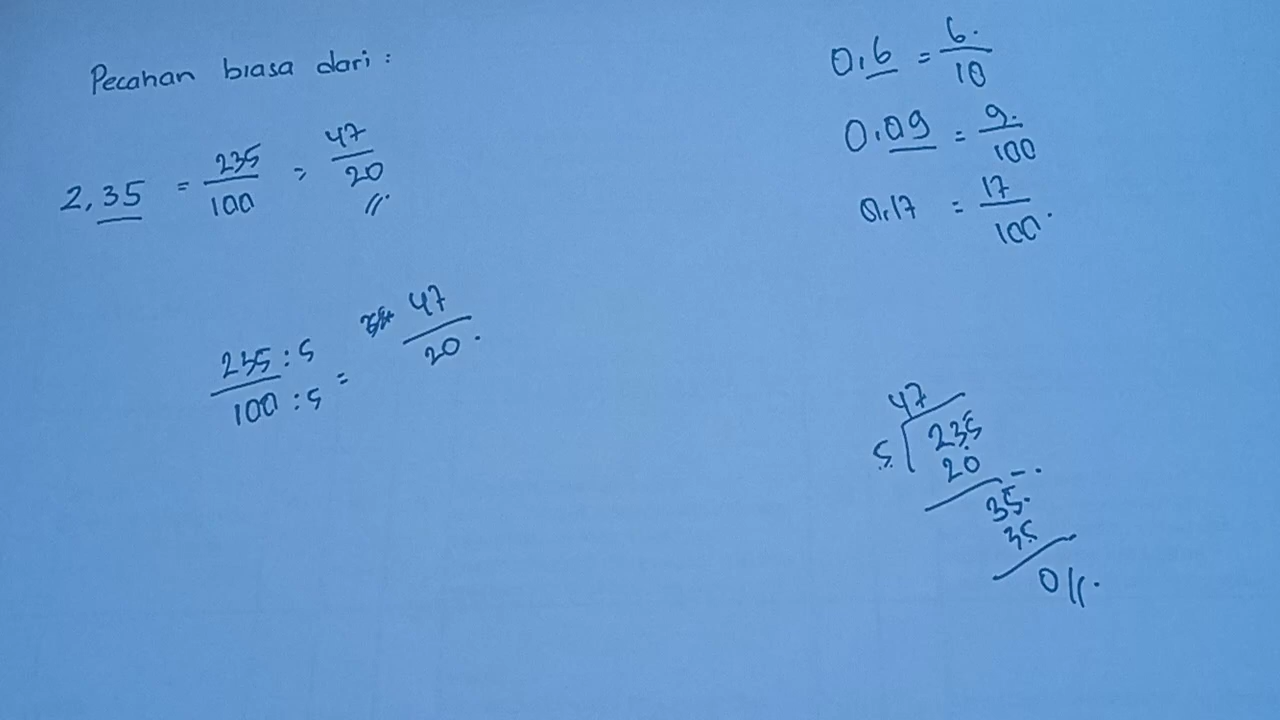 Pecahan biasa dari :
2,35 = 235/100 = 47/20 //.
235 : 5 / 100 : 5 = 47/20.
0,6 = 6./10
0,09 = 9./100
0,17 = 17/100.
47
5 235
20 -.
35.
35
0 //.